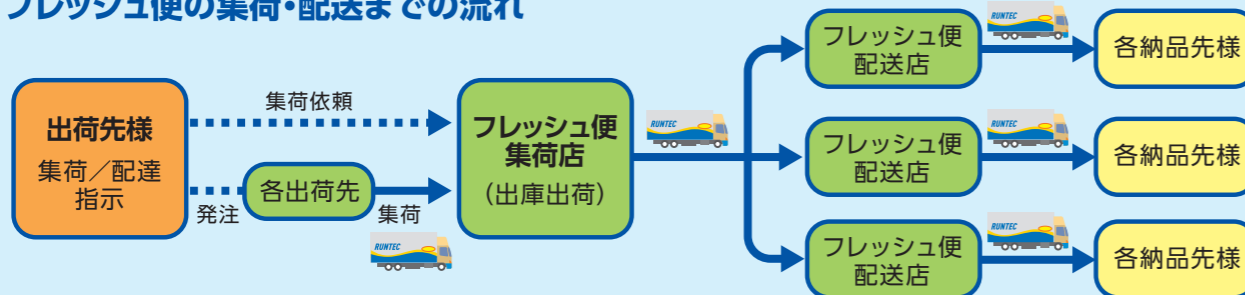 フレッシュ便の集荷・配送までの流れ
出荷先様
集荷／配達
指示
集荷依頼
発注
各出荷先
集荷
RUNTEC
フレッシュ便
集荷店
（出庫出荷）
RUNTEC
フレッシュ便
配送店
RUNTEC
各納品先様
フレッシュ便
配送店
RUNTEC
各納品先様
フレッシュ便
配送店
RUNTEC
各納品先様